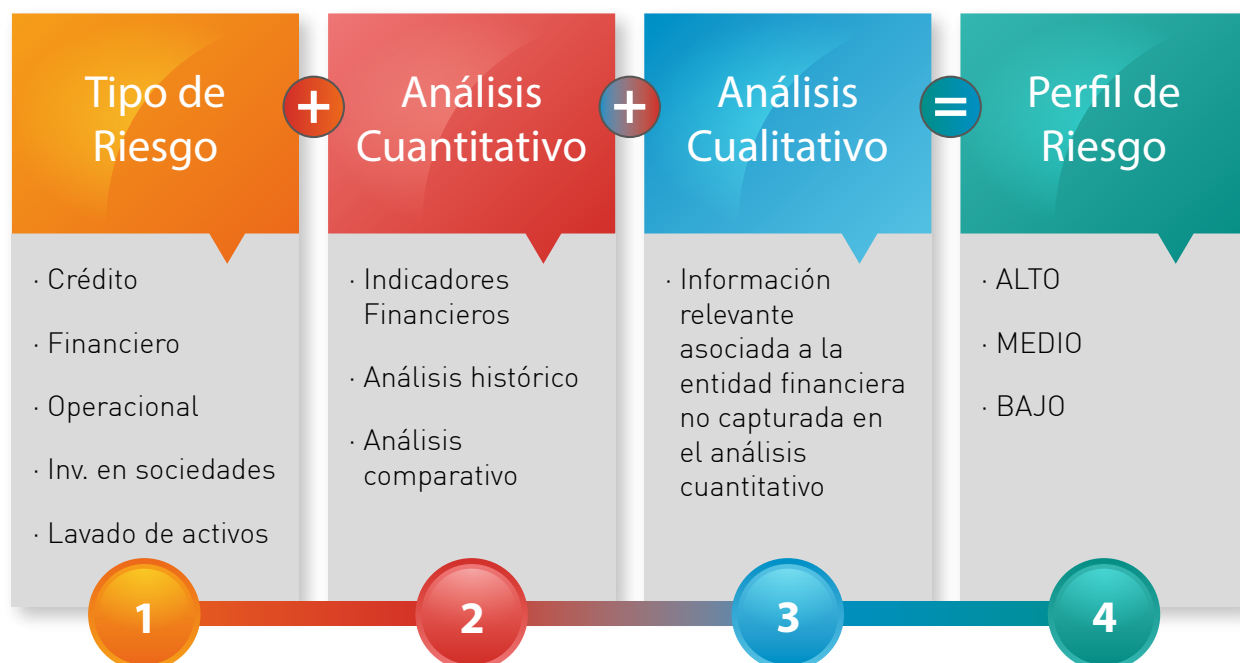 Tipo de
Riesgo
· Crédito
· Financiero
· Operacional
· Inv. en sociedades
· Lavado de activos
1
+
Análisis
Cuantitativo
· Indicadores
Financieros
· Análisis histórico
· Análisis
comparativo
2
+
Análisis
Cualitativo
· Información
relevante
asociada a la
entidad financiera
no capturada en
el análisis
cuantitativo
3
=
Perfil de
Riesgo
· ALTO
· MEDIO
· BAJO
4